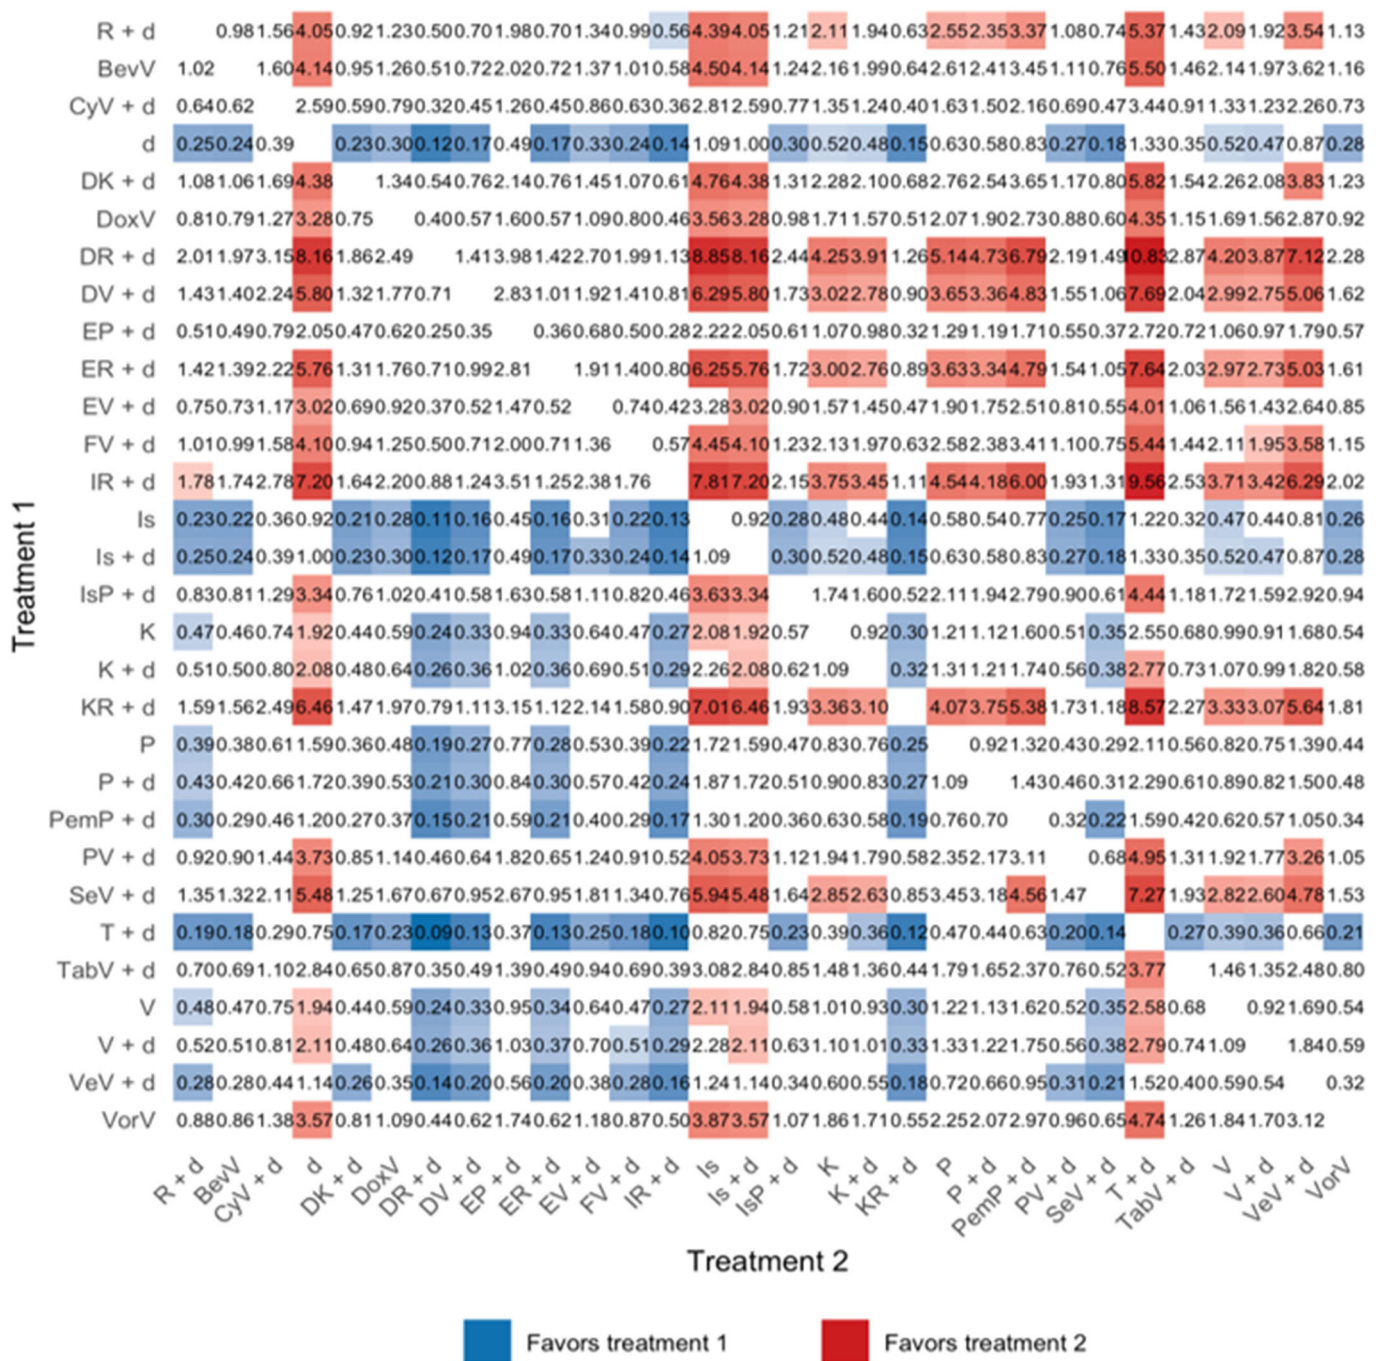 R + d 0.98 1.56 4.05 0.92 1.23 0.50 0.70 1.98 0.70 1.34 0.99 0.56 4.39 4.05 1.21 2.11 1.94 0.63 2.55 2.35 3.37 1.08 0.74 5.37 1.43 2.09 1.92 3.54 1.13
BevV 1.02 1.60 4.14 0.95 1.26 0.51 0.72 2.02 0.72 1.37 1.01 0.58 4.50 4.14 1.24 2.16 1.99 0.64 2.61 2.41 3.45 1.11 0.76 5.50 1.46 2.14 1.97 3.62 1.16
CyV + d 0.64 0.62 2.59 0.59 0.79 0.32 0.45 1.26 0.45 0.86 0.63 0.36 2.81 2.59 0.77 1.35 1.24 0.40 1.63 1.50 2.16 0.69 0.47 3.44 0.91 1.33 1.23 2.26 0.73
d 0.25 0.24 0.39 0.23 0.30 0.12 0.17 0.49 0.17 0.33 0.24 0.14 1.09 1.00 0.30 0.52 0.48 0.15 0.63 0.58 0.83 0.27 0.18 1.33 0.35 0.52 0.47 0.87 0.28
DK + d 1.08 1.06 1.69 4.38 1.34 0.54 0.76 2.14 0.76 1.45 1.07 0.61 4.76 4.38 1.31 2.28 2.10 0.68 2.76 2.54 3.65 1.17 0.80 5.82 1.54 2.26 2.08 3.83 1.23
DoxV 0.81 0.79 1.27 3.28 0.75 0.40 0.57 1.60 0.57 1.09 0.80 0.46 3.56 3.28 0.98 1.71 1.57 0.51 2.07 1.90 2.73 0.88 0.60 4.35 1.15 1.69 1.56 2.87 0.92
DR + d 2.01 1.97 3.15 8.16 1.86 2.49 1.41 3.98 1.42 2.70 1.99 1.13 8.85 8.16 2.44 4.25 3.91 1.26 5.14 4.73 6.79 2.19 1.49 10.83 2.87 4.20 3.87 7.12 2.28
DV + d 1.43 1.40 2.24 5.80 1.32 1.77 0.71 2.83 1.01 1.92 1.41 0.81 6.29 5.80 1.73 3.02 2.78 0.90 3.65 3.36 4.83 1.55 1.06 7.69 2.04 2.99 2.75 5.06 1.62
EP + d 0.51 0.49 0.79 2.05 0.47 0.62 0.25 0.35 0.36 0.68 0.50 0.28 2.22 2.05 0.61 1.07 0.98 0.32 1.29 1.19 1.71 0.55 0.37 2.72 0.72 1.06 0.97 1.79 0.57
ER + d 1.42 1.39 2.22 5.76 1.31 1.76 0.71 0.99 2.81 1.91 1.40 0.80 6.25 5.76 1.72 3.00 2.76 0.89 3.63 3.34 4.79 1.54 1.05 7.64 2.03 2.97 2.73 5.03 1.61
EV + d 0.75 0.73 1.17 3.02 0.69 0.92 0.37 0.52 1.47 0.52 0.74 0.42 3.28 3.02 0.90 1.57 1.45 0.47 1.90 1.75 2.51 0.81 0.55 4.01 1.06 1.56 1.43 2.64 0.85
FV + d 1.01 0.99 1.58 4.10 0.94 1.25 0.50 0.71 2.00 0.71 1.36 0.57 4.45 4.10 1.23 2.13 1.97 0.63 2.58 2.38 3.41 1.10 0.75 5.44 1.44 2.11 1.95 3.58 1.15
IR + d 1.78 1.74 2.78 7.20 1.64 2.20 0.88 1.24 3.51 1.25 2.38 1.76 7.81 7.20 2.15 3.75 3.45 1.11 4.54 4.18 6.00 1.93 1.31 9.56 2.53 3.71 3.42 6.29 2.02
Is 0.23 0.22 0.36 0.92 0.21 0.28 0.11 0.16 0.45 0.16 0.31 0.22 0.13 0.92 0.28 0.48 0.44 0.14 0.58 0.54 0.77 0.25 0.17 1.22 0.32 0.47 0.44 0.81 0.26
Is + d 0.25 0.24 0.39 1.00 0.23 0.30 0.12 0.17 0.49 0.17 0.33 0.24 0.14 1.09 0.30 0.52 0.48 0.15 0.63 0.58 0.83 0.27 0.18 1.33 0.35 0.52 0.47 0.87 0.28
IsP + d 0.83 0.81 1.29 3.34 0.76 1.02 0.41 0.58 1.63 0.58 1.11 0.82 0.46 3.63 3.34 1.74 1.60 0.52 2.11 1.94 2.79 0.90 0.61 4.44 1.18 1.72 1.59 2.92 0.94
K 0.47 0.46 0.74 1.92 0.44 0.59 0.24 0.33 0.94 0.33 0.64 0.47 0.27 2.08 1.92 0.57 0.92 0.30 1.21 1.12 1.60 0.51 0.35 2.55 0.68 0.99 0.91 1.68 0.54
K + d 0.51 0.50 0.80 2.08 0.48 0.64 0.26 0.36 1.02 0.36 0.69 0.51 0.29 2.26 2.08 0.62 1.09 0.32 1.31 1.21 1.74 0.56 0.38 2.77 0.73 1.07 0.99 1.82 0.58
KR + d 1.59 1.56 2.49 6.46 1.47 1.97 0.79 1.11 3.15 1.12 2.14 1.58 0.90 7.01 6.46 1.93 3.36 3.10 4.07 3.75 5.38 1.73 1.18 8.57 2.27 3.33 3.07 5.64 1.81
P 0.39 0.38 0.61 1.59 0.36 0.48 0.19 0.27 0.77 0.28 0.53 0.39 0.22 1.72 1.59 0.47 0.83 0.76 0.25 0.92 1.32 0.43 0.29 2.11 0.56 0.82 0.75 1.39 0.44
P + d 0.43 0.42 0.66 1.72 0.39 0.53 0.21 0.30 0.84 0.30 0.57 0.42 0.24 1.87 1.72 0.51 0.90 0.83 0.27 1.09 1.43 0.46 0.31 2.29 0.61 0.89 0.82 1.50 0.48
PemP + d 0.30 0.29 0.46 1.20 0.27 0.37 0.15 0.21 0.59 0.21 0.40 0.29 0.17 1.30 1.20 0.36 0.63 0.58 0.19 0.76 0.70 0.32 0.22 1.59 0.42 0.62 0.57 1.05 0.34
PV + d 0.92 0.90 1.44 3.73 0.85 1.14 0.46 0.64 1.82 0.65 1.24 0.91 0.52 4.05 3.73 1.12 1.94 1.79 0.58 2.35 2.17 3.11 0.68 4.95 1.31 1.92 1.77 3.26 1.05
SeV + d 1.35 1.32 2.11 5.48 1.25 1.67 0.67 0.95 2.67 0.95 1.81 1.34 0.76 5.94 5.48 1.64 2.85 2.63 0.85 3.45 3.18 4.56 1.47 7.27 1.93 2.82 2.60 4.78 1.53
T + d 0.19 0.18 0.29 0.75 0.17 0.23 0.09 0.13 0.37 0.13 0.25 0.18 0.10 0.82 0.75 0.23 0.39 0.36 0.12 0.47 0.44 0.63 0.20 0.14 0.27 0.39 0.36 0.66 0.21
TabV + d 0.70 0.69 1.10 2.84 0.65 0.87 0.35 0.49 1.39 0.49 0.94 0.69 0.39 3.08 2.84 0.85 1.48 1.36 0.44 1.79 1.65 2.37 0.76 0.52 3.77 1.46 1.35 2.48 0.80
V 0.48 0.47 0.75 1.94 0.44 0.59 0.24 0.33 0.95 0.34 0.64 0.47 0.27 2.11 1.94 0.58 1.01 0.93 0.30 1.22 1.13 1.62 0.52 0.35 2.58 0.68 0.92 1.69 0.54
V + d 0.52 0.51 0.81 2.11 0.48 0.64 0.26 0.36 1.03 0.37 0.70 0.51 0.29 2.28 2.11 0.63 1.10 1.01 0.33 1.33 1.22 1.75 0.56 0.38 2.79 0.74 1.09 1.84 0.59
VeV + d 0.28 0.28 0.44 1.14 0.26 0.35 0.14 0.20 0.56 0.20 0.38 0.28 0.16 1.24 1.14 0.34 0.60 0.55 0.18 0.72 0.66 0.95 0.31 0.21 1.52 0.40 0.59 0.54 0.32
VorV 0.88 0.86 1.38 3.57 0.81 1.09 0.44 0.62 1.74 0.62 1.18 0.87 0.50 3.87 3.57 1.07 1.86 1.71 0.55 2.25 2.07 2.97 0.96 0.65 4.74 1.26 1.84 1.70 3.12
Treatment 1
R + d BevV CyV + d d DK + d DoxV DR + d DV + d EP + d ER + d EV + d FV + d IR + d Is Is + d IsP + d K K + d KR + d P P + d PemP + d PV + d SeV + d T + d TabV + d V V + d VeV + d VorV
Treatment 2
Favors treatment 1 Favors treatment 2